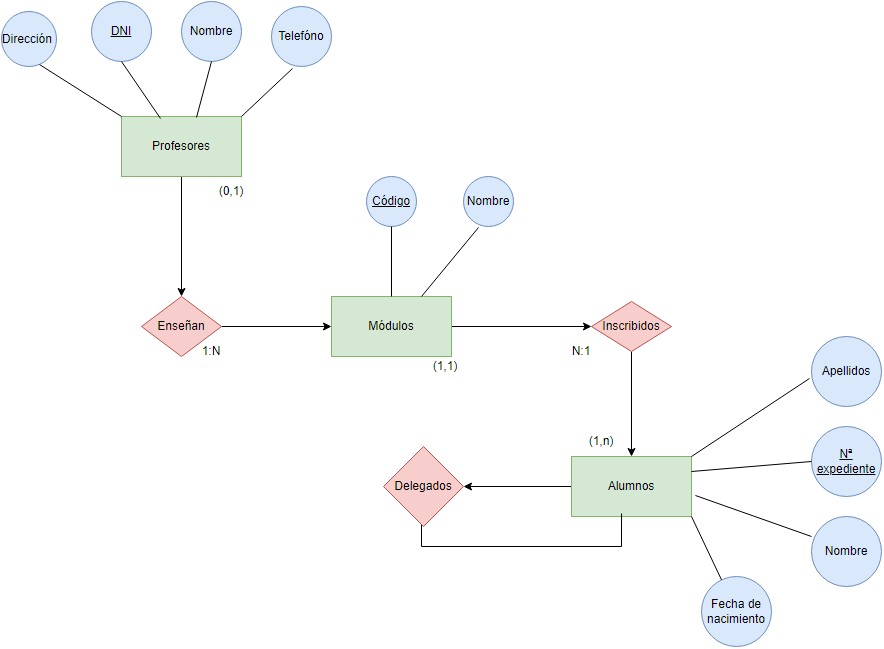 Dirección
DNI
Nombre
Telefóno
Profesores
(0,1)
Código
Nombre
Enseñan
1:N
Módulos
(1,1)
Inscribidos
N:1
Apellidos
(1,n)
Delegados
Alumnos
Nª
expediente
Nombre
Fecha de
nacimiento